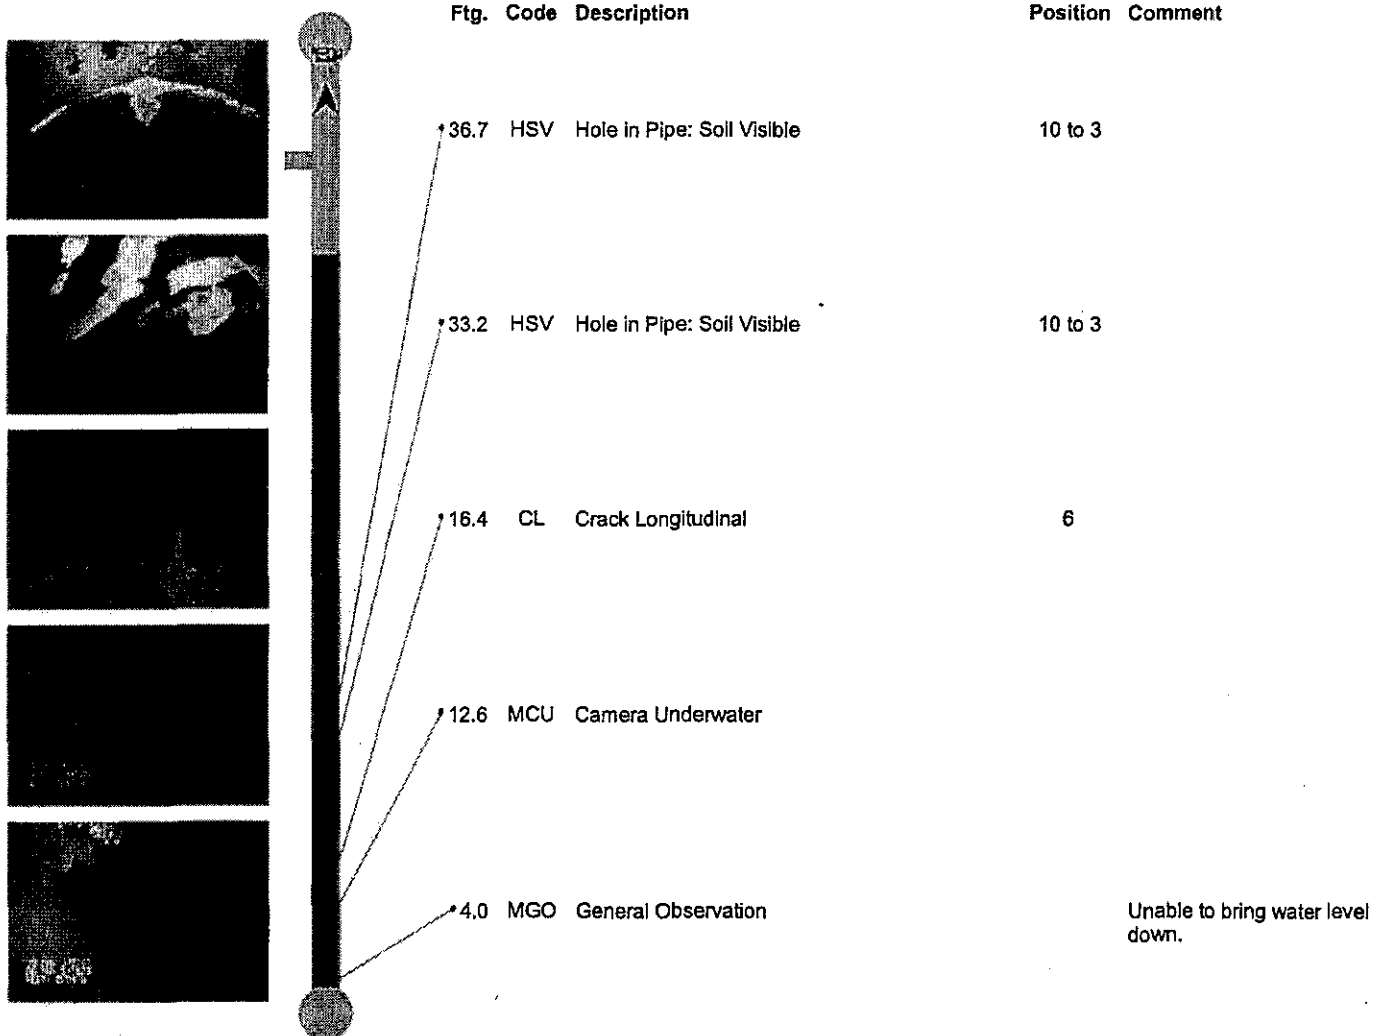 Ftg. Code Description Position Comment
36.7 HSV Hole in Pipe: Soil Visible 10 to 3
33.2 HSV Hole in Pipe: Soil Visible 10 to 3
16.4 CL Crack Longitudinal 6
12.6 MCU Camera Underwater
4.0 MGO General Observation Unable to bring water level
down.